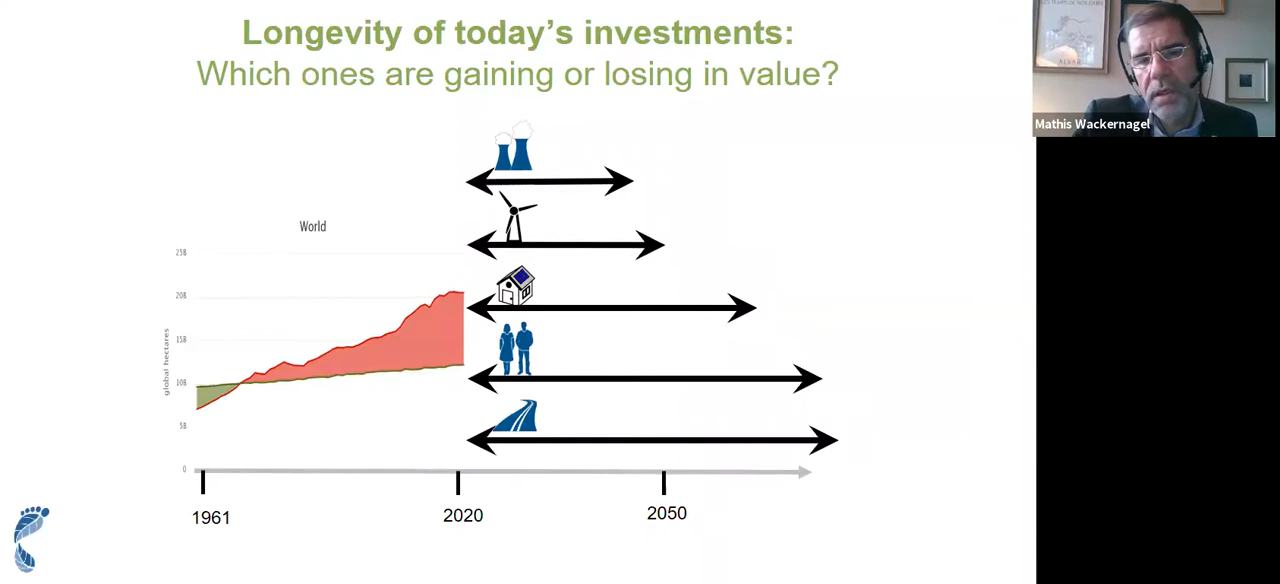 Longevity of today's investments:
Which ones are gaining or losing in value?
Mathis Wackernagel
World
25B
20B
15B
10B
5B
0
global hectares
1961
2020
2050
ALVAR